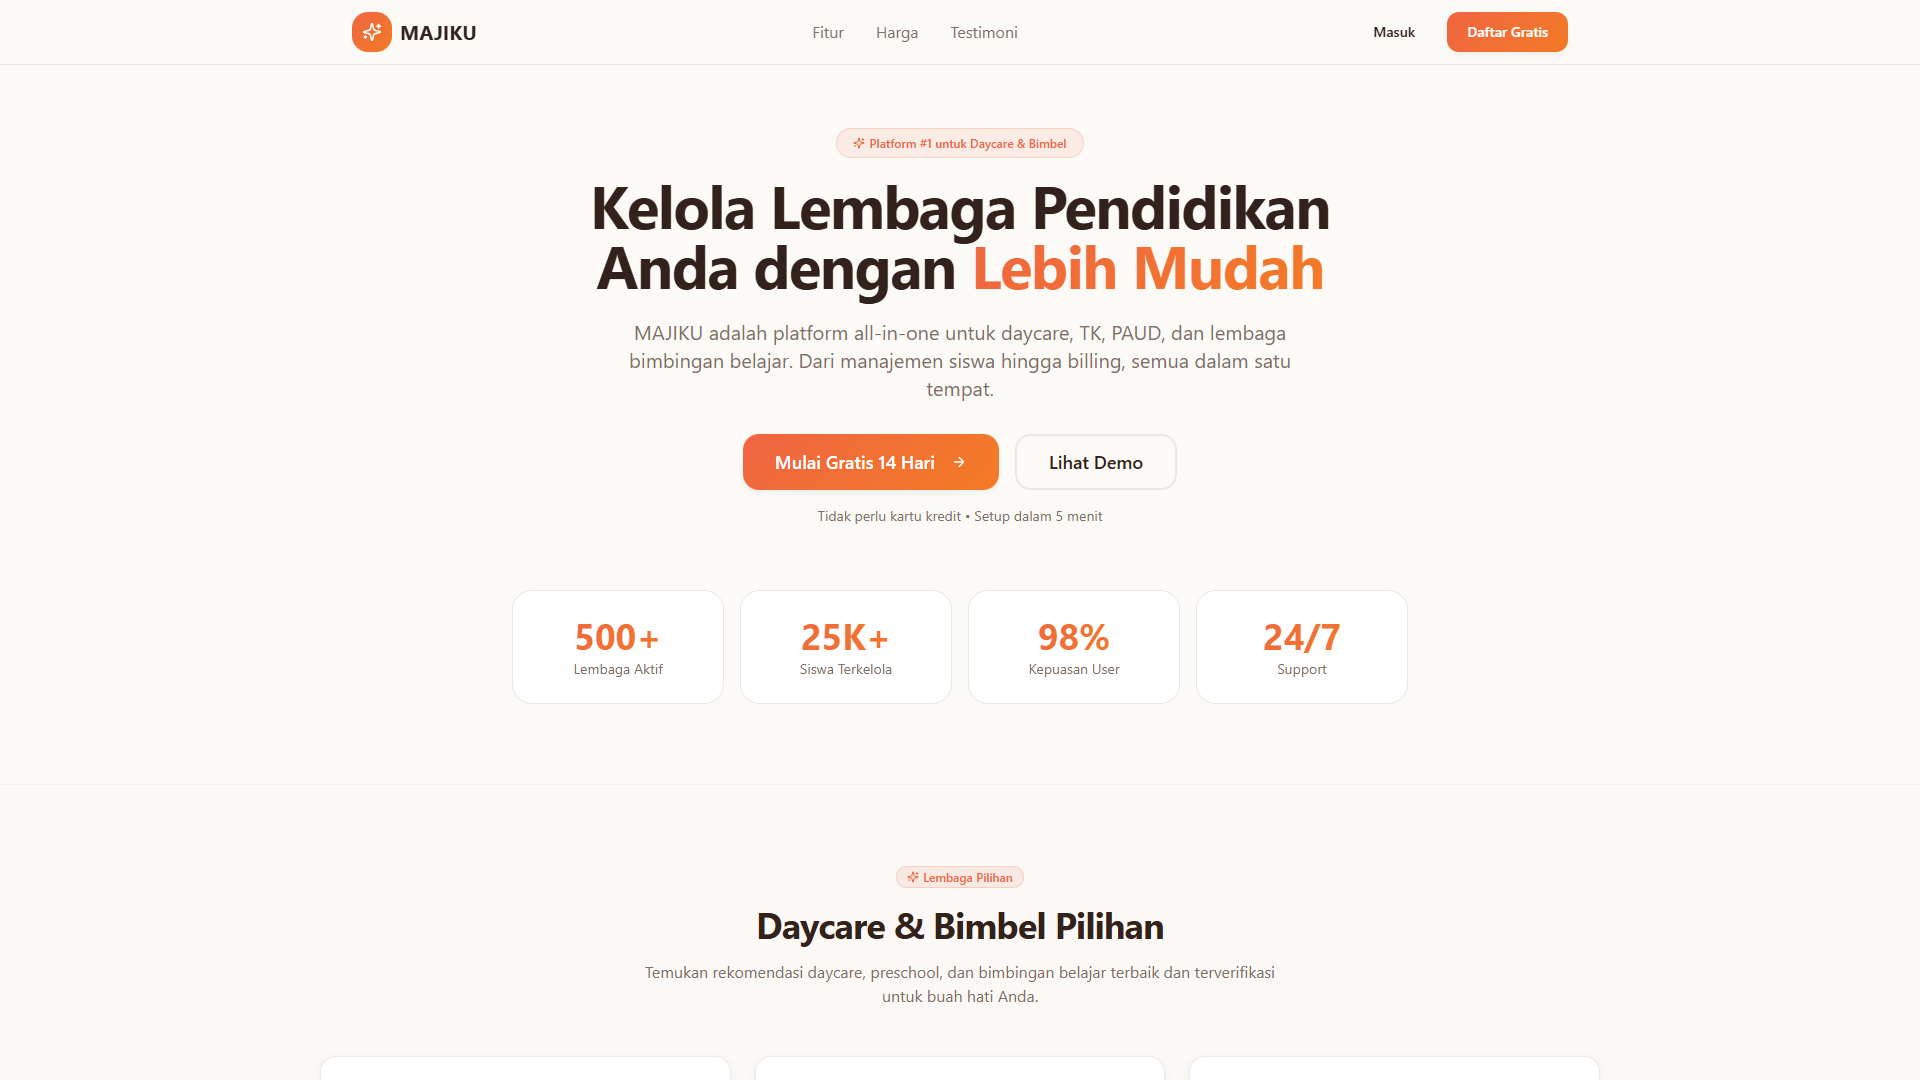 MAJIKU
Fitur
Harga
Testimoni
Masuk
Daftar Gratis
Platform #1 untuk Daycare & Bimbel
Kelola Lembaga Pendidikan
Anda dengan Lebih Mudah
MAJIKU adalah platform all-in-one untuk daycare, TK, PAUD, dan lembaga
bimbingan belajar. Dari manajemen siswa hingga billing, semua dalam satu
tempat.
Mulai Gratis 14 Hari →
Lihat Demo
Tidak perlu kartu kredit • Setup dalam 5 menit
500+
Lembaga Aktif
25K+
Siswa Terkelola
98%
Kepuasan User
24/7
Support
Lembaga Pilihan
Daycare & Bimbel Pilihan
Temukan rekomendasi daycare, preschool, dan bimbingan belajar terbaik dan terverifikasi
untuk buah hati Anda.